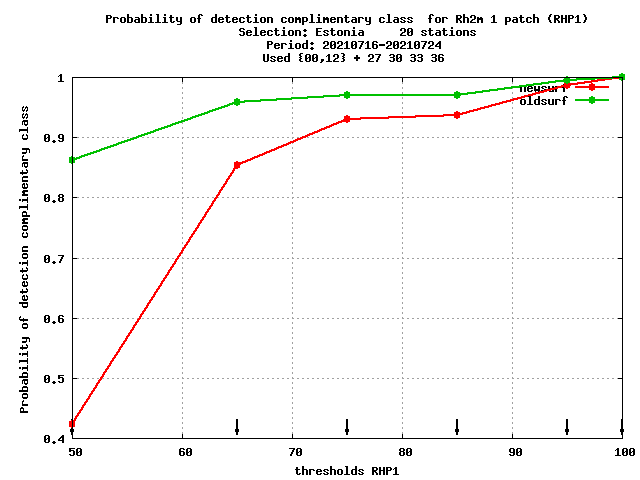 Probability of detection complimentary class  for Rh2m 1 patch (RHP1)
Selection: Estonia     20 stations
Period: 20210716-20210724
Used {00,12} + 27 30 33 36
Probability of detection complimentary class
1
0.9
0.8
0.7
0.6
0.5
0.4
newsurf
oldsurf
50 60 70 80 90 100
thresholds RHP1